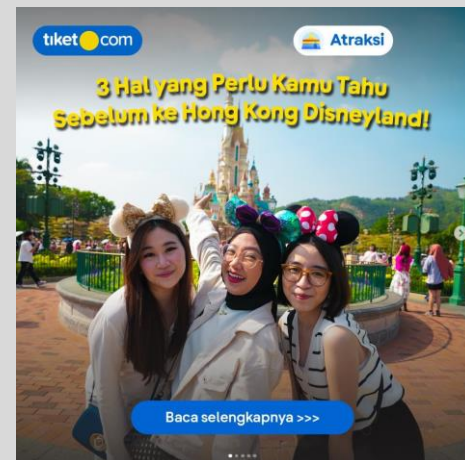 tiket com
Atraksi
3 Hal yang Perlu Kamu Tahu
Sebelum ke Hong Kong Disneyland!
Baca selengkapnya >>>